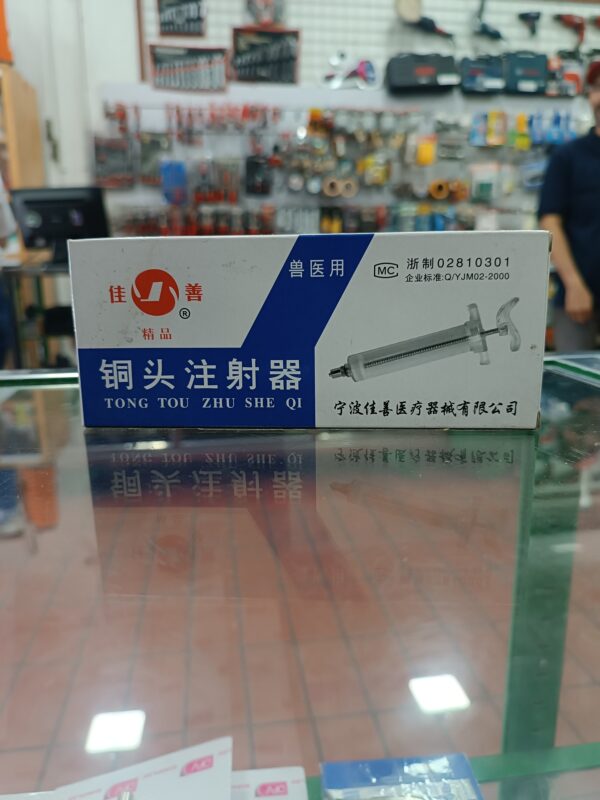 佳 善
®
精品
兽医用
MC
浙制02810301
企业标准:Q/YJM02-2000
铜头注射器
TONG TOU ZHU SHE QI
宁波佳善医疗器械有限公司